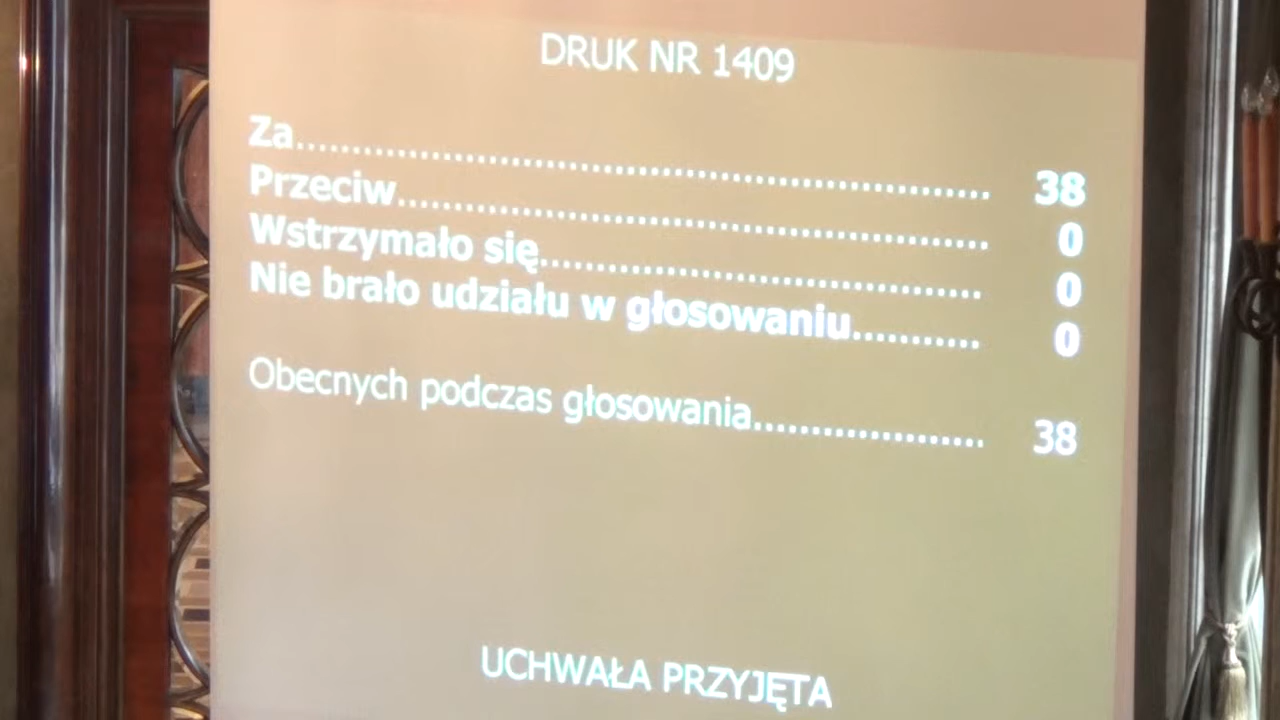 DRUK NR 1409
Za........................................................................ 38
Przeciw.............................................................. 0
Wstrzymało się.............................................. 0
Nie brało udziału w głosowaniu........... 0
Obecnych podczas głosowania.................... 38
UCHWAŁA PRZYJĘTA